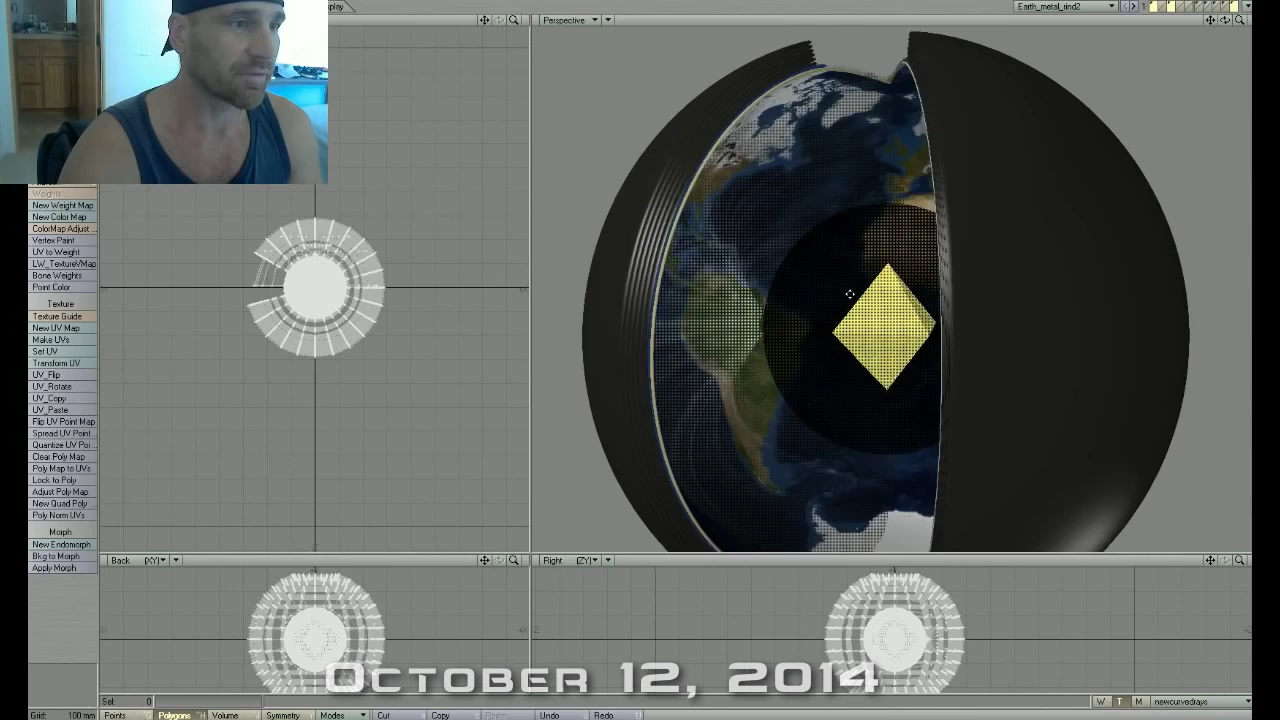 play
Earth_metal_rind2
1
Perspective
Weights
New Weight Map
New Color Map
ColorMap Adjust ...
Vertex Paint
UV to Weight
LW_TextureVMap
Bone Weights
Point Color
Texture
Texture Guide
New UV Map
Make UVs
Set UV
Transform UV
UV_Flip
UV_Rotate
UV_Copy
UV_Paste
Flip UV Point Map
Spread UV Point...
Quantize UV Poi...
Clear Poly Map
Poly Map to UVs
Lock to Poly
Adjust Poly Map
New Quad Poly ...
Poly Norm UVs
Morph
New Endomorph
Bkg to Morph
Apply Morph
Back (XY)
Right (ZY)
October 12, 2014
Sel: 0
W T M newcurvedrays
Grid: 100 mm Points Polygons ^H Volume Symmetry Modes Cut Copy Paste Undo Redo